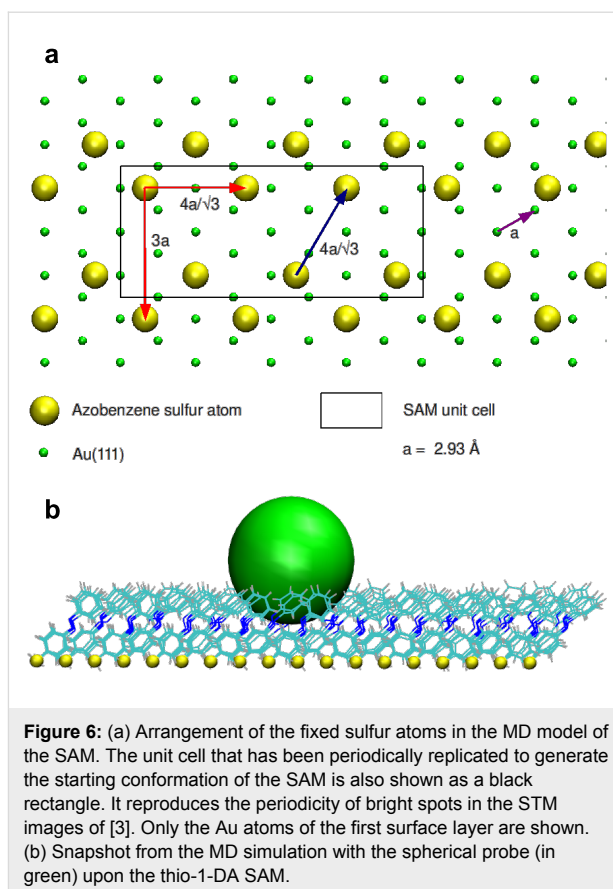 a
4a/√3
3a
4a/√3
a
Azobenzene sulfur atom
SAM unit cell
Au(111)
a = 2.93 Å
b
Figure 6: (a) Arrangement of the fixed sulfur atoms in the MD model of
the SAM. The unit cell that has been periodically replicated to generate
the starting conformation of the SAM is also shown as a black
rectangle. It reproduces the periodicity of bright spots in the STM
images of [3]. Only the Au atoms of the first surface layer are shown.
(b) Snapshot from the MD simulation with the spherical probe (in
green) upon the thio-1-DA SAM.